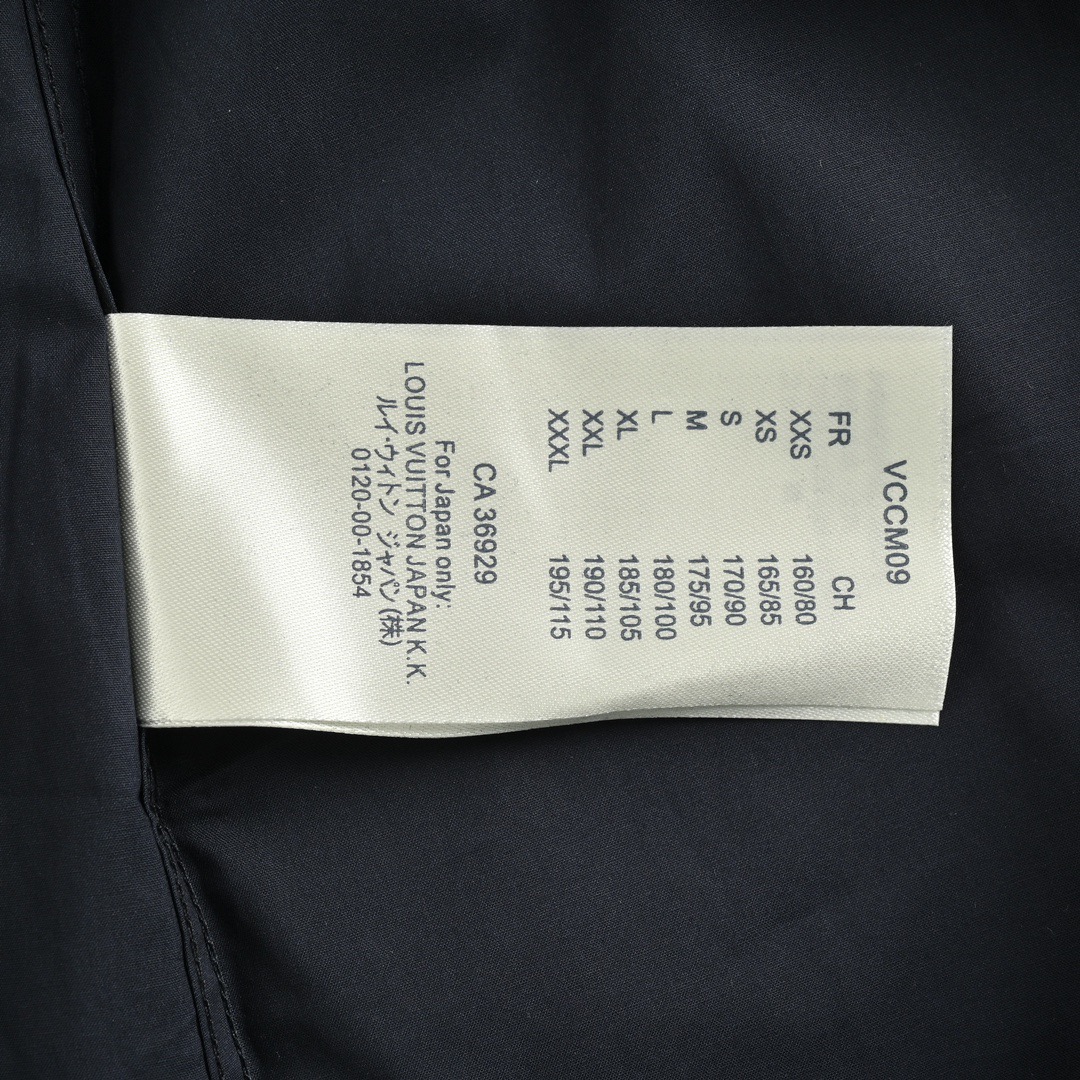 VCCM09
FR CH
XXS 160/80
XS 165/85
S 170/90
M 175/95
L 180/100
XL 185/105
XXL 190/110
XXXL 195/115
CA 36929
For Japan only:
LOUIS VUITTON JAPAN K.K.
ルイ・ウィトン ジャパン(株)
0120-00-1854